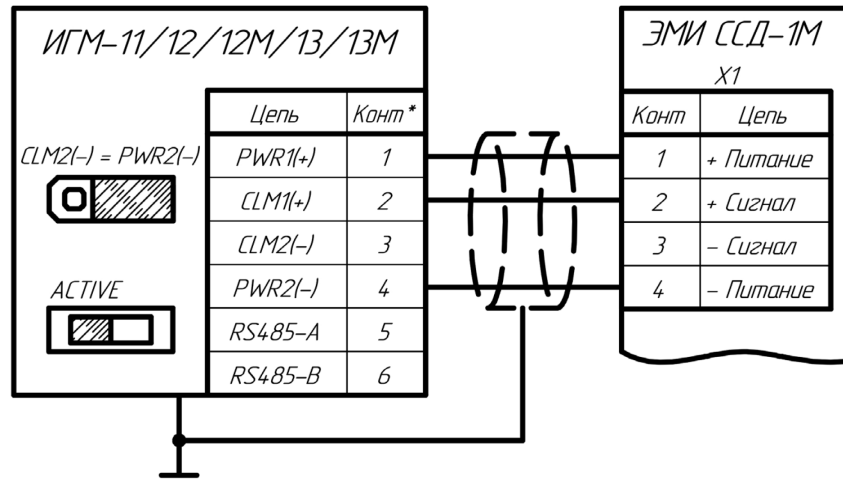 ИГМ-11/12/12М/13/13М
Цепь Конт*
CLM2(-) = PWR2(-)
PWR1(+) 1
CLM1(+) 2
CLM2(-) 3
ACTIVE
PWR2(-) 4
RS485-A 5
RS485-B 6
ЭМИ ССД-1М
X1
Конт Цепь
1 + Питание
2 + Сигнал
3 - Сигнал
4 - Питание